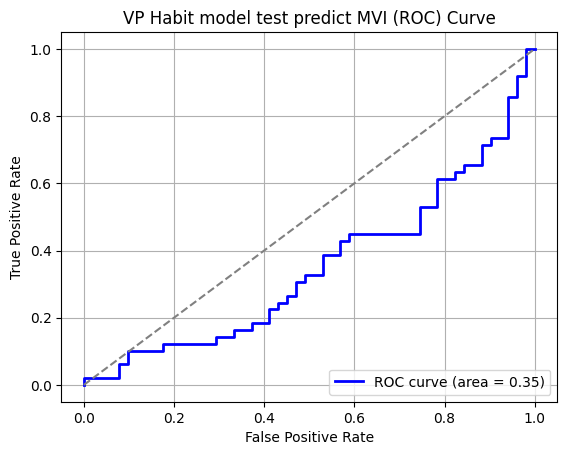 VP Habit model test predict MVI (ROC) Curve
True Positive Rate
1.0
0.8
0.6
0.4
0.2
0.0
ROC curve (area = 0.35)
0.0 0.2 0.4 0.6 0.8 1.0
False Positive Rate